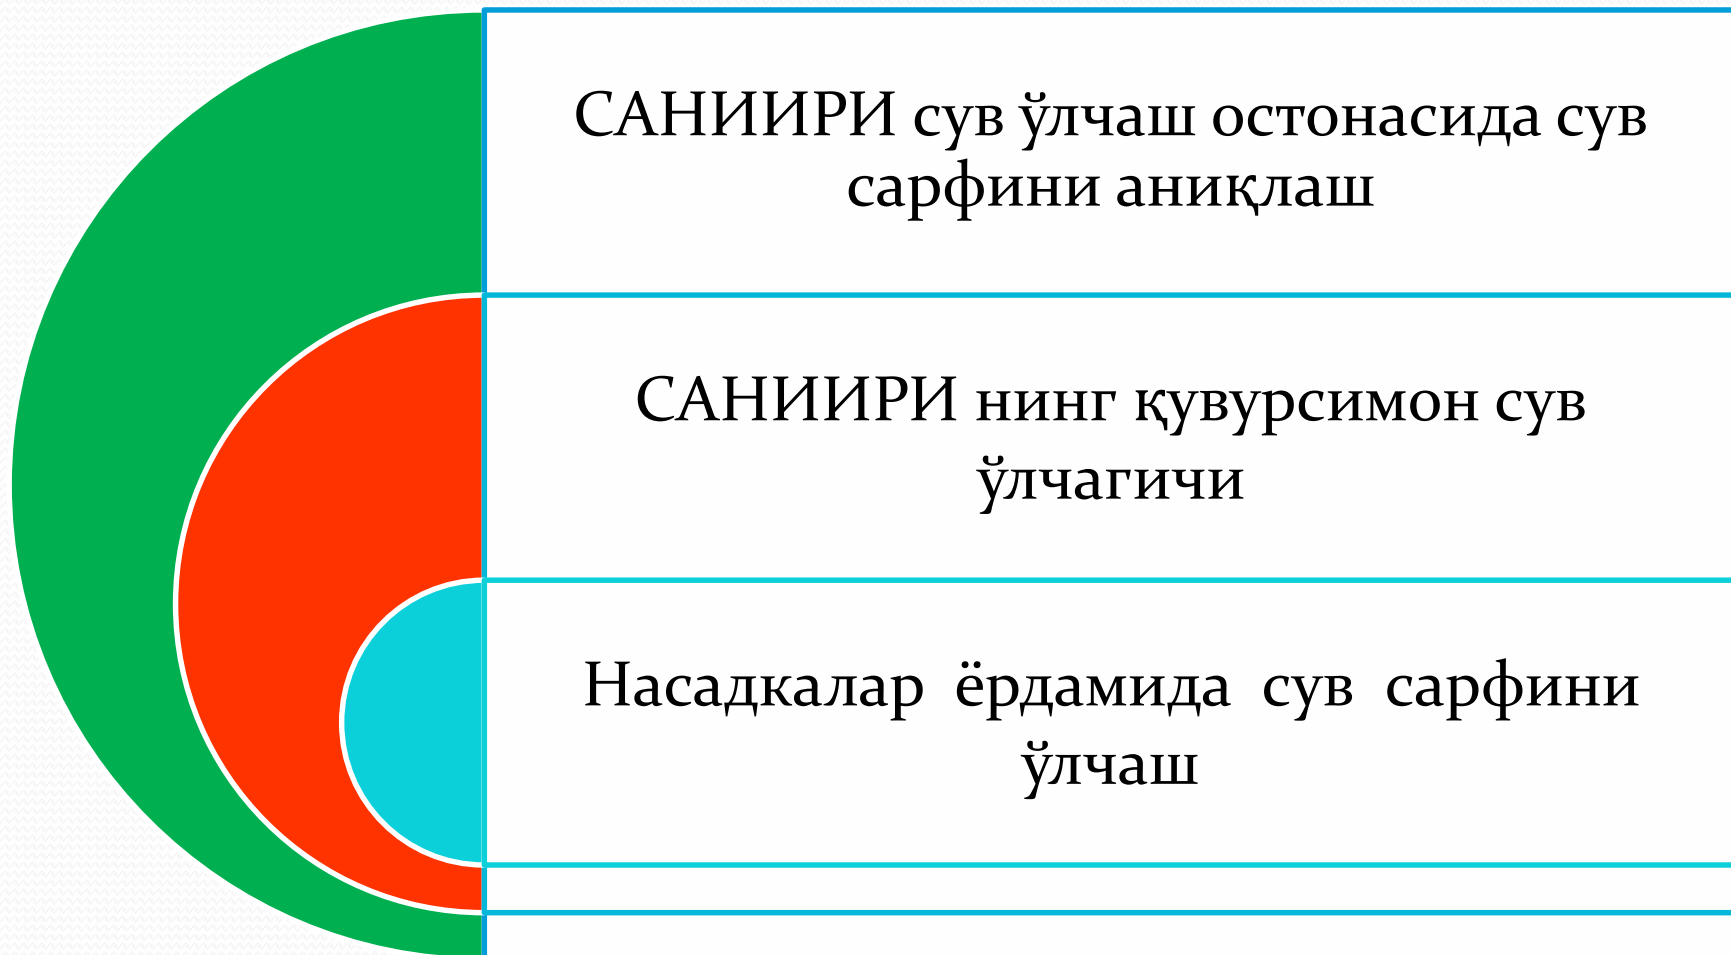 САНИИРИ сув ўлчаш остонасида сув
сарфини аниқлаш
САНИИРИ нинг қувурсимон сув
ўлчагичи
Насадкалар ёрдамида сув сарфини
ўлчаш